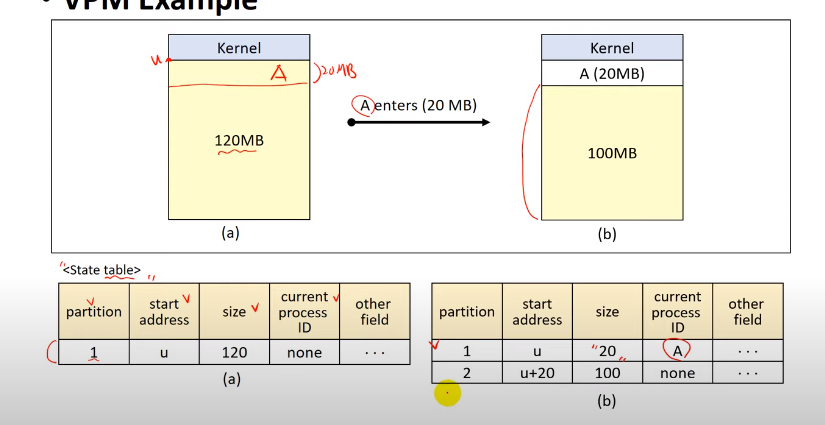 • VPM Example
Kernel
u
A
20MB
120MB
(a)
A enters (20 MB)
Kernel
A (20MB)
100MB
(b)
"<State table>"
partition start address size current process ID other field
1 u 120 none ...
(a)
partition start address size current process ID other field
1 u "20" A ...
2 u+20 100 none ...
(b)